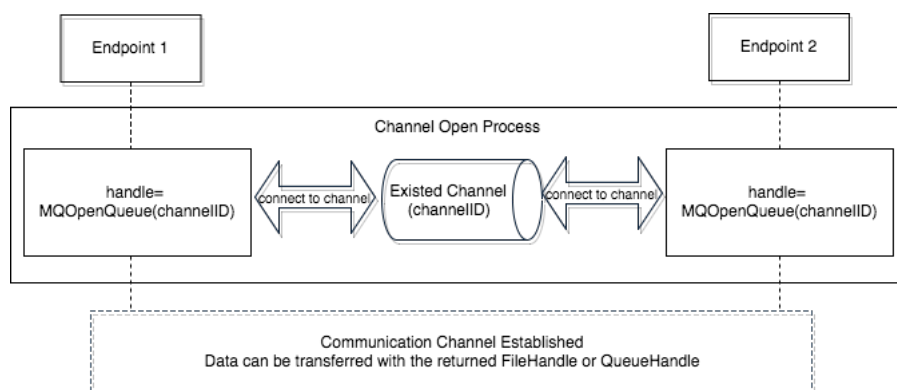 Endpoint 1
Endpoint 2
Channel Open Process
handle=
MQOpenQueue(channelID)
connect to channel
Existed Channel
(channelID)
connect to channel
handle=
MQOpenQueue(channelID)
Communication Channel Established
Data can be transferred with the returned FileHandle or QueueHandle